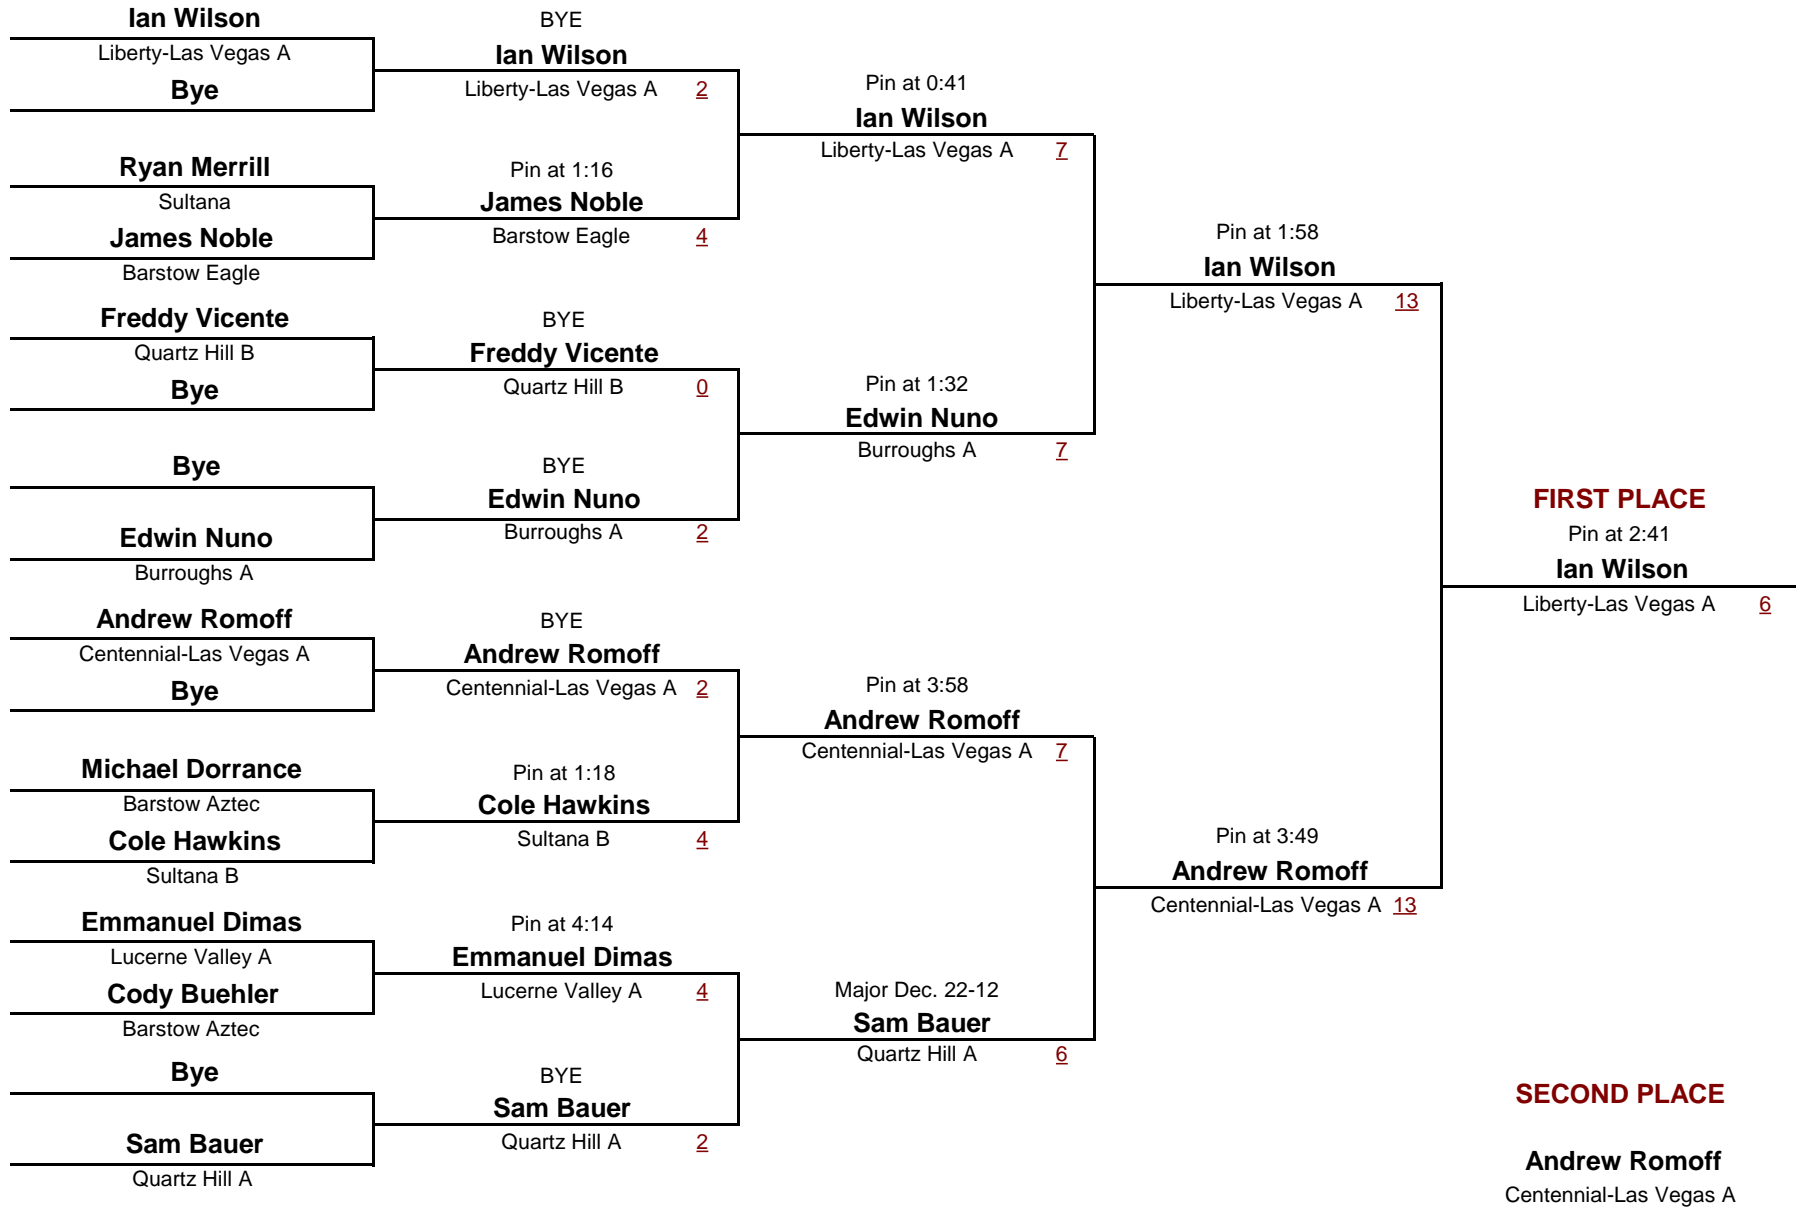 Ian Wilson
Liberty-Las Vegas A
Bye
Ryan Merrill
Sultana
James Noble
Barstow Eagle
Freddy Vicente
Quartz Hill B
Bye
Bye
Edwin Nuno
Burroughs A
Andrew Romoff
Centennial-Las Vegas A
Bye
Michael Dorrance
Barstow Aztec
Cole Hawkins
Sultana B
Emmanuel Dimas
Lucerne Valley A
Cody Buehler
Barstow Aztec
Bye
Sam Bauer
Quartz Hill A
BYE
Ian Wilson
Liberty-Las Vegas A 2
Pin at 1:16
James Noble
Barstow Eagle 4
BYE
Freddy Vicente
Quartz Hill B 0
BYE
Edwin Nuno
Burroughs A 2
BYE
Andrew Romoff
Centennial-Las Vegas A 2
Pin at 1:18
Cole Hawkins
Sultana B 4
Pin at 4:14
Emmanuel Dimas
Lucerne Valley A 4
BYE
Sam Bauer
Quartz Hill A 2
Pin at 0:41
Ian Wilson
Liberty-Las Vegas A 7
Pin at 1:32
Edwin Nuno
Burroughs A 7
Pin at 3:58
Andrew Romoff
Centennial-Las Vegas A 7
Major Dec. 22-12
Sam Bauer
Quartz Hill A 6
Pin at 1:58
Ian Wilson
Liberty-Las Vegas A 13
Pin at 3:49
Andrew Romoff
Centennial-Las Vegas A 13
FIRST PLACE
Pin at 2:41
Ian Wilson
Liberty-Las Vegas A 6
SECOND PLACE
Andrew Romoff
Centennial-Las Vegas A